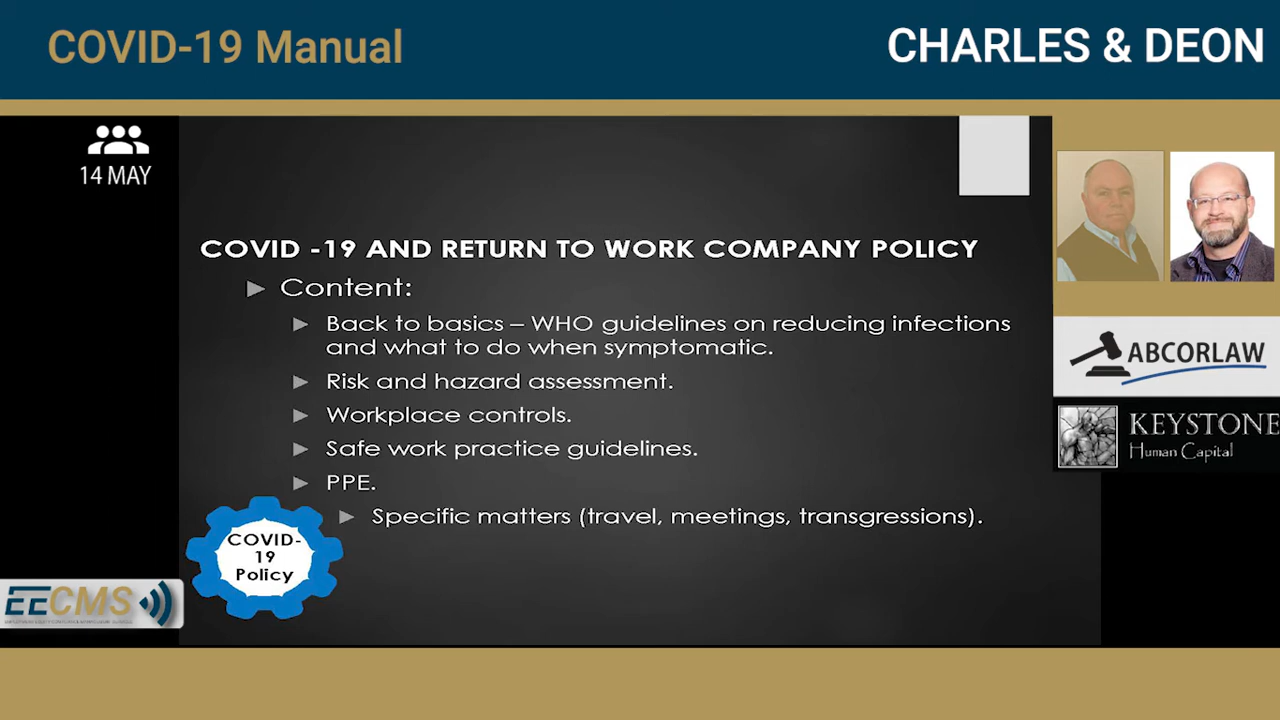 COVID-19 Manual
CHARLES & DEON
14 MAY
COVID -19 AND RETURN TO WORK COMPANY POLICY
Content:
Back to basics – WHO guidelines on reducing infections
and what to do when symptomatic.
Risk and hazard assessment.
Workplace controls.
Safe work practice guidelines.
PPE.
Specific matters (travel, meetings, transgressions).
COVID-
19
Policy
ABCORLAW
KEYSTONE
Human Capital
EECMS